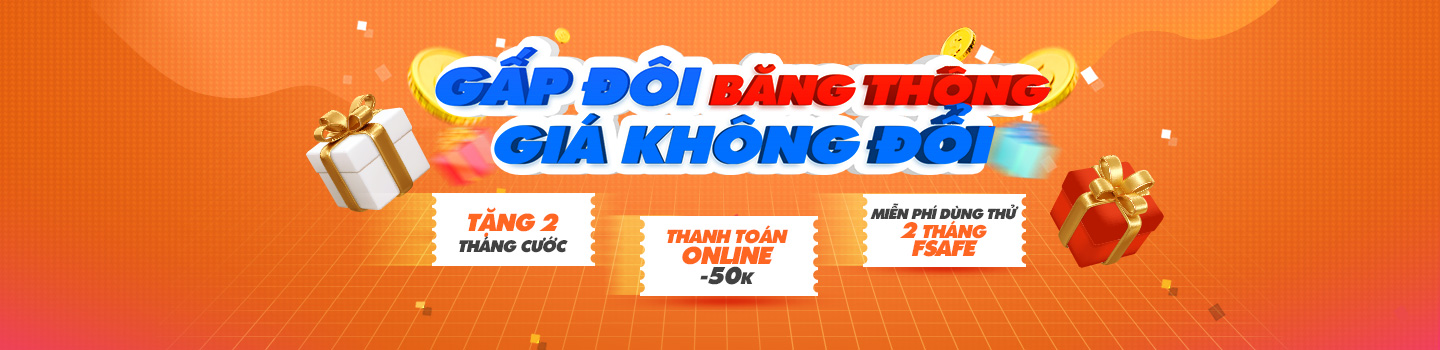 GẤP ĐÔI BĂNG THÔNG
GIÁ KHÔNG ĐỔI
TẶNG 2
THÁNG CƯỚC
THANH TOÁN
ONLINE
-50K
MIỄN PHÍ DÙNG THỬ
2 THÁNG
FSAFE